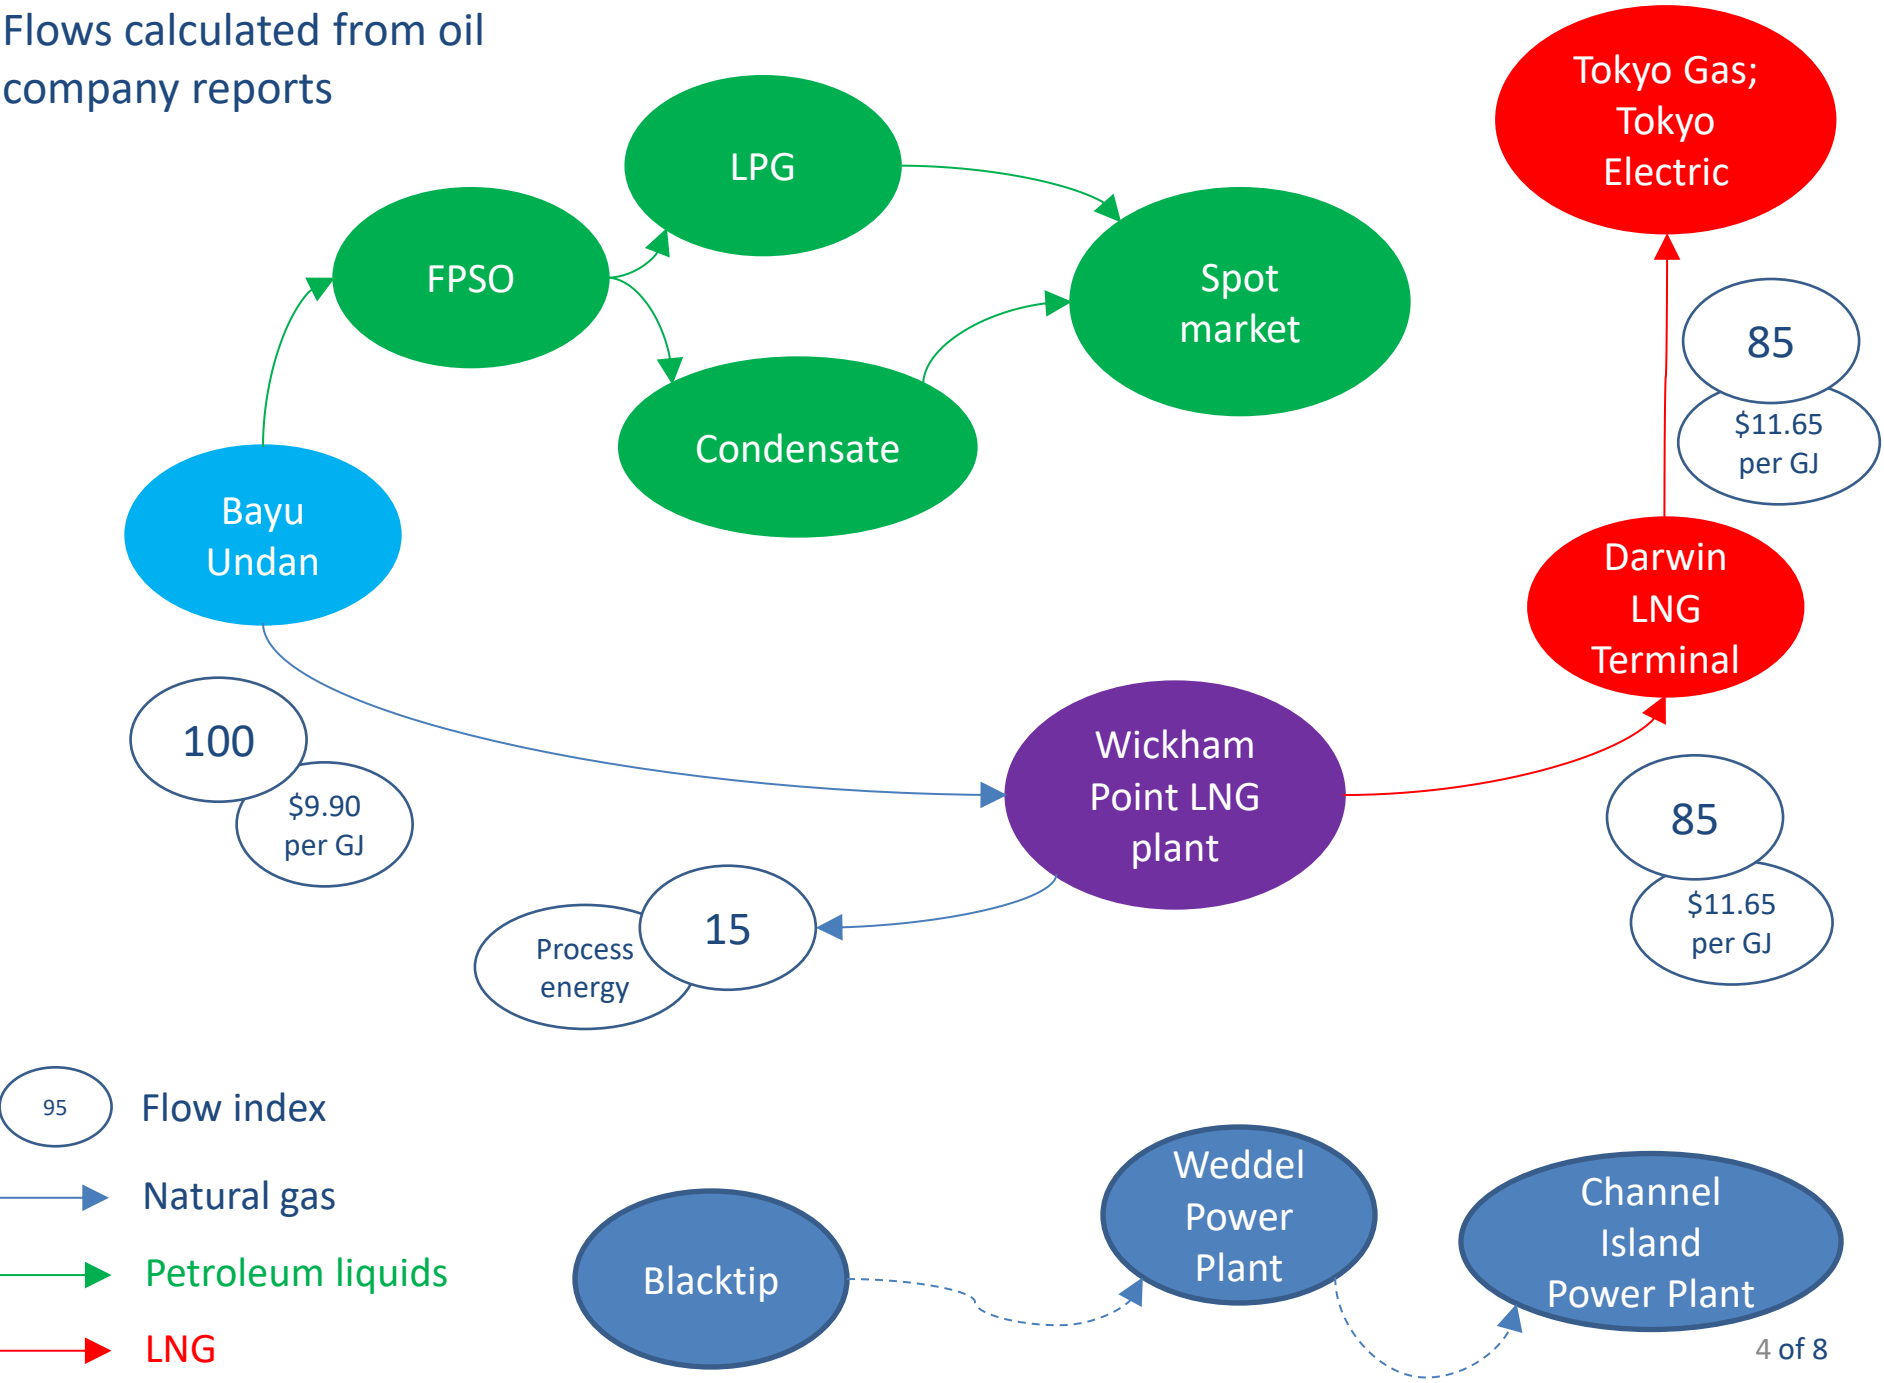 Flows calculated from oil
company reports
Tokyo Gas;
Tokyo
Electric
LPG
FPSO
Spot
market
85
$11.65
per GJ
Condensate
Bayu
Undan
Darwin
LNG
Terminal
100
$9.90
per GJ
Wickham
Point LNG
plant
85
$11.65
per GJ
15
Process
energy
95
Flow index
Natural gas
Petroleum liquids
LNG
Blacktip
Weddel
Power
Plant
Channel
Island
Power Plant
4 of 8